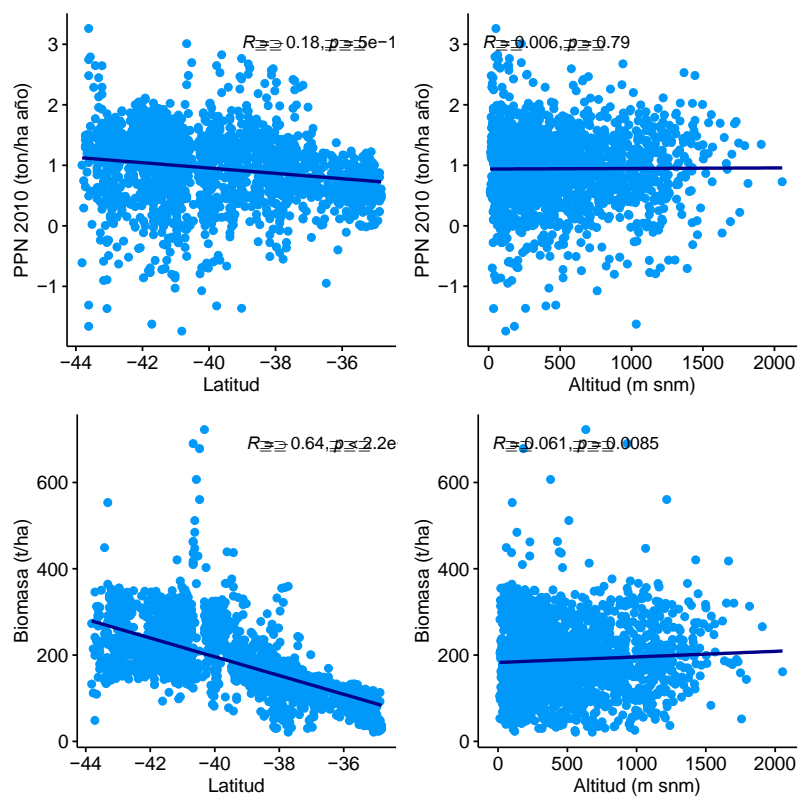 R = − 0.18, p = 5e−1
R = 0.006, p = 0.79
PPN 2010 (ton/ha año)
3
2
1
0
−1
−44 −42 −40 −38 −36
Latitud
PPN 2010 (ton/ha año)
3
2
1
0
−1
0 500 1000 1500 2000
Altitud (m snm)
R = − 0.64, p < 2.2e
R = 0.061, p = 0.0085
Biomasa (t/ha)
600
400
200
0
−44 −42 −40 −38 −36
Latitud
Biomasa (t/ha)
600
400
200
0
0 500 1000 1500 2000
Altitud (m snm)